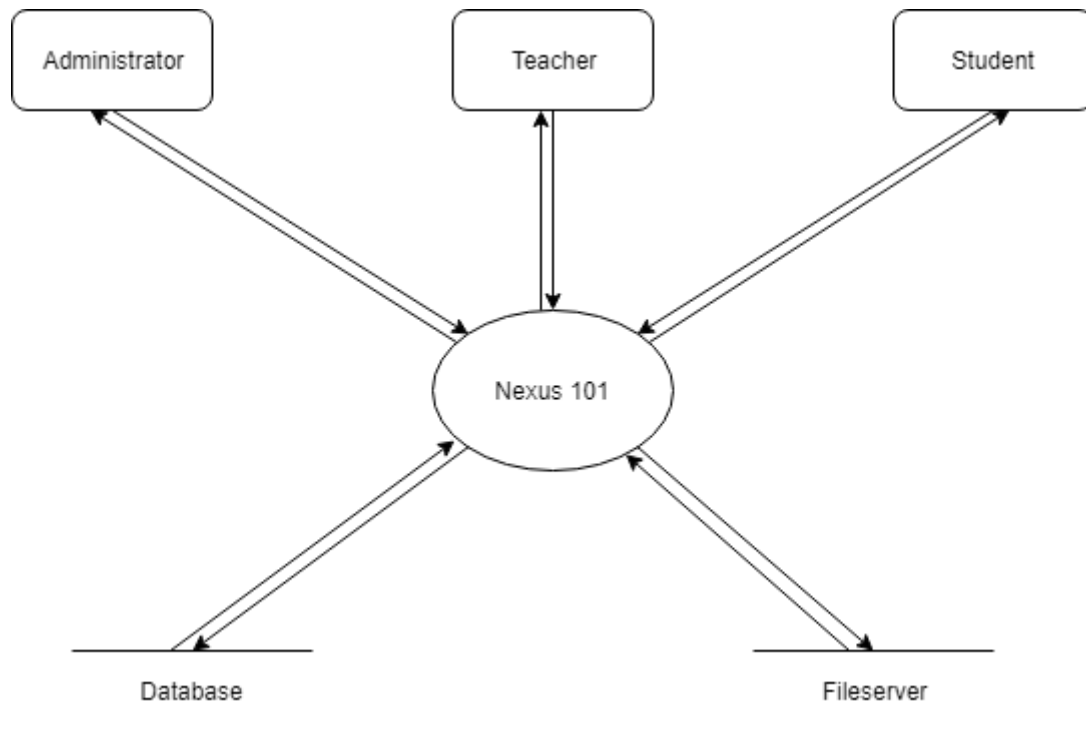 Administrator
Teacher
Student
Nexus 101
Database
Fileserver